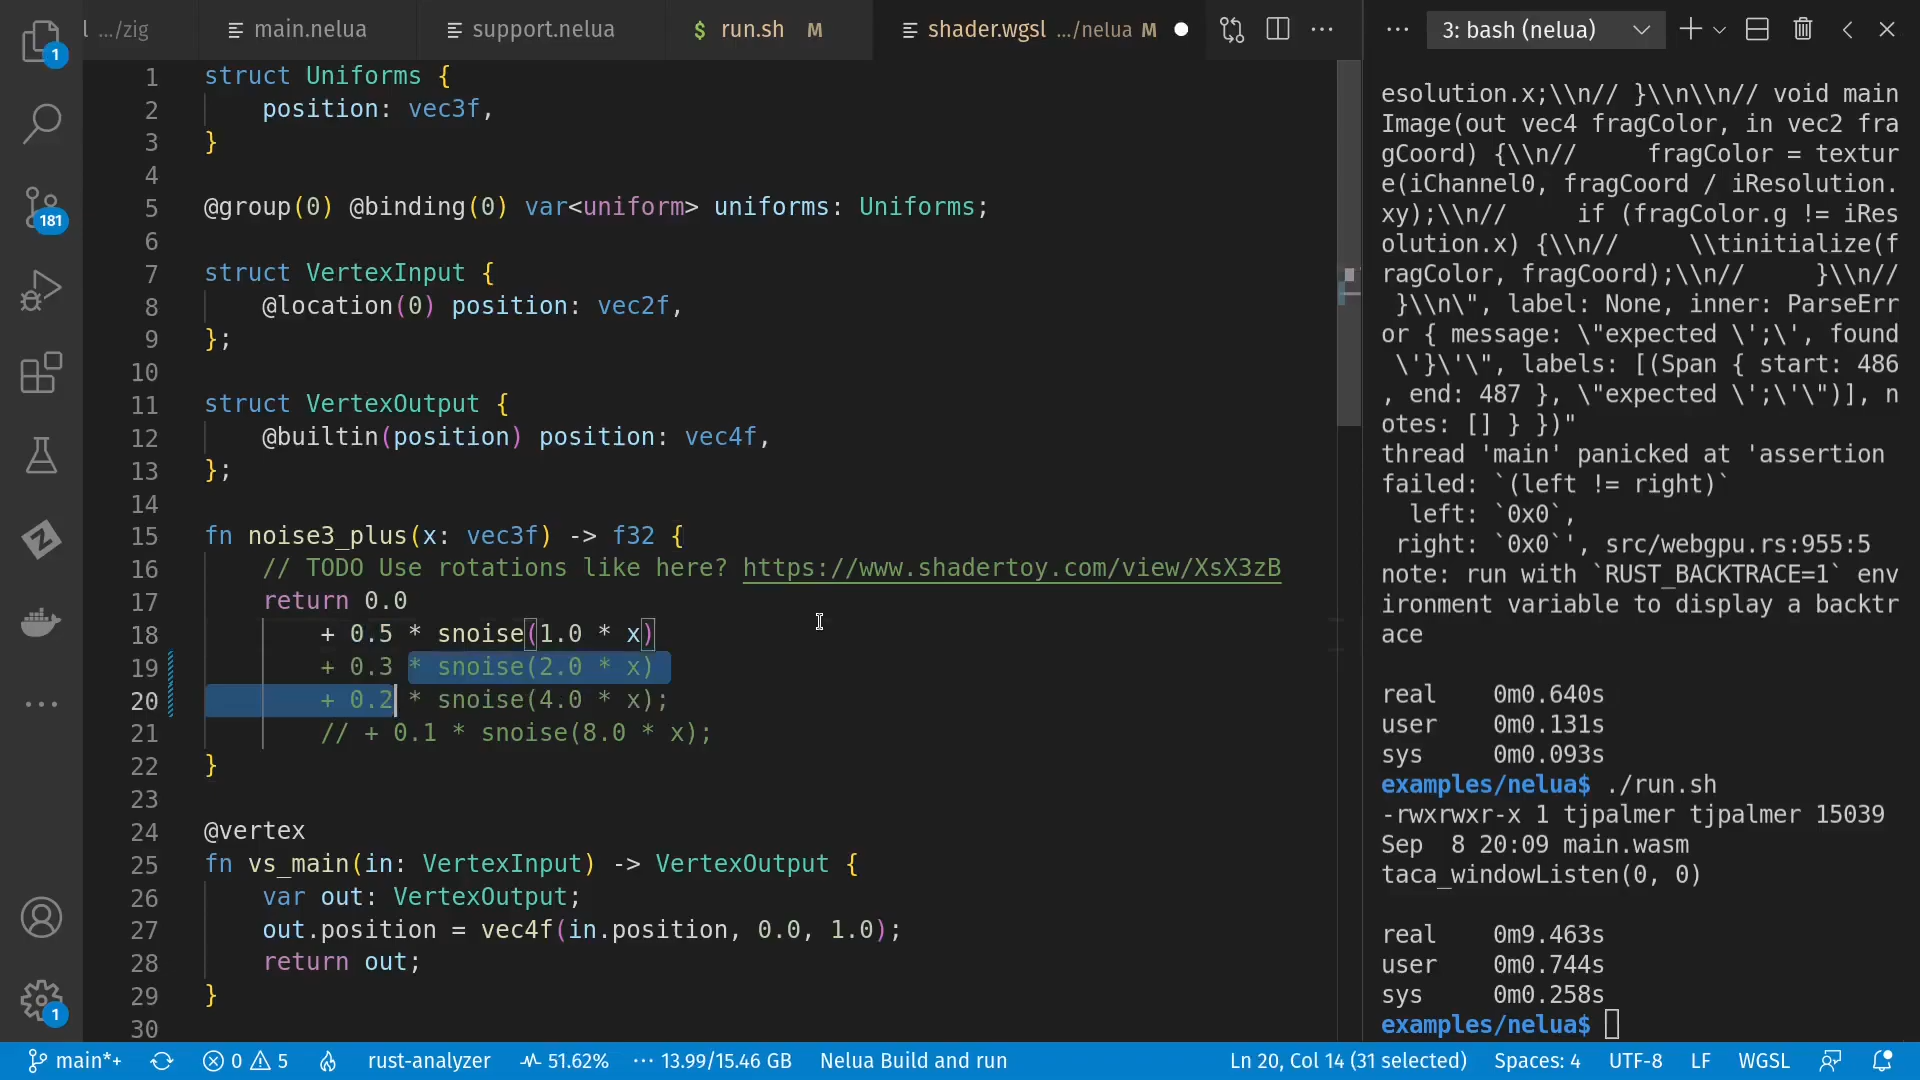 l .../zig
main.nelua
support.nelua
$ run.sh M
shader.wgsl .../nelua M
3: bash (nelua)
1
181
1
1 struct Uniforms {
2 position: vec3f,
3 }
4
5 @group(0) @binding(0) var<uniform> uniforms: Uniforms;
6
7 struct VertexInput {
8 @location(0) position: vec2f,
9 };
10
11 struct VertexOutput {
12 @builtin(position) position: vec4f,
13 };
14
15 fn noise3_plus(x: vec3f) -> f32 {
16 // TODO Use rotations like here? https://www.shadertoy.com/view/XsX3zB
17 return 0.0
18 + 0.5 * snoise(1.0 * x)
19 + 0.3 * snoise(2.0 * x)
20 + 0.2 * snoise(4.0 * x);
21 // + 0.1 * snoise(8.0 * x);
22 }
23
24 @vertex
25 fn vs_main(in: VertexInput) -> VertexOutput {
26 var out: VertexOutput;
27 out.position = vec4f(in.position, 0.0, 1.0);
28 return out;
29 }
30
esolution.x;\\n// }\\n\\n// void main
Image(out vec4 fragColor, in vec2 fra
gCoord) {\\n//     fragColor = textur
e(iChannel0, fragCoord / iResolution.
xy);\\n//     if (fragColor.g != iRes
olution.x) {\\n//     \\tinitialize(f
ragColor, fragCoord);\\n//     }\\n//
 }\\n\", label: None, inner: ParseErr
or { message: \"expected \';\', found
 \'}\'\", labels: [(Span { start: 486
, end: 487 }, \"expected \';\'\")], n
otes: [] } })"
thread 'main' panicked at 'assertion
failed: `(left != right)`
  left: `0x0`,
 right: `0x0`', src/webgpu.rs:955:5
note: run with `RUST_BACKTRACE=1` env
ironment variable to display a backtr
ace
real    0m0.640s
user    0m0.131s
sys     0m0.093s
examples/nelua$ ./run.sh
-rwxrwxr-x 1 tjpalmer tjpalmer 15039
Sep  8 20:09 main.wasm
taca_windowListen(0, 0)
real    0m9.463s
user    0m0.744s
sys     0m0.258s
examples/nelua$
main*+ 0 5 rust-analyzer 51.62% ··· 13.99/15.46 GB Nelua Build and run Ln 20, Col 14 (31 selected) Spaces: 4 UTF-8 LF WGSL